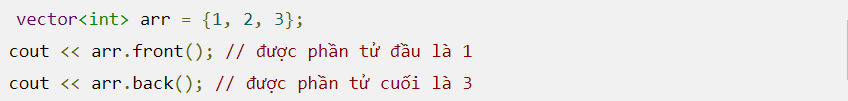 vector<int> arr = {1, 2, 3};
cout << arr.front(); // được phần tử đầu là 1
cout << arr.back(); // được phần tử cuối là 3